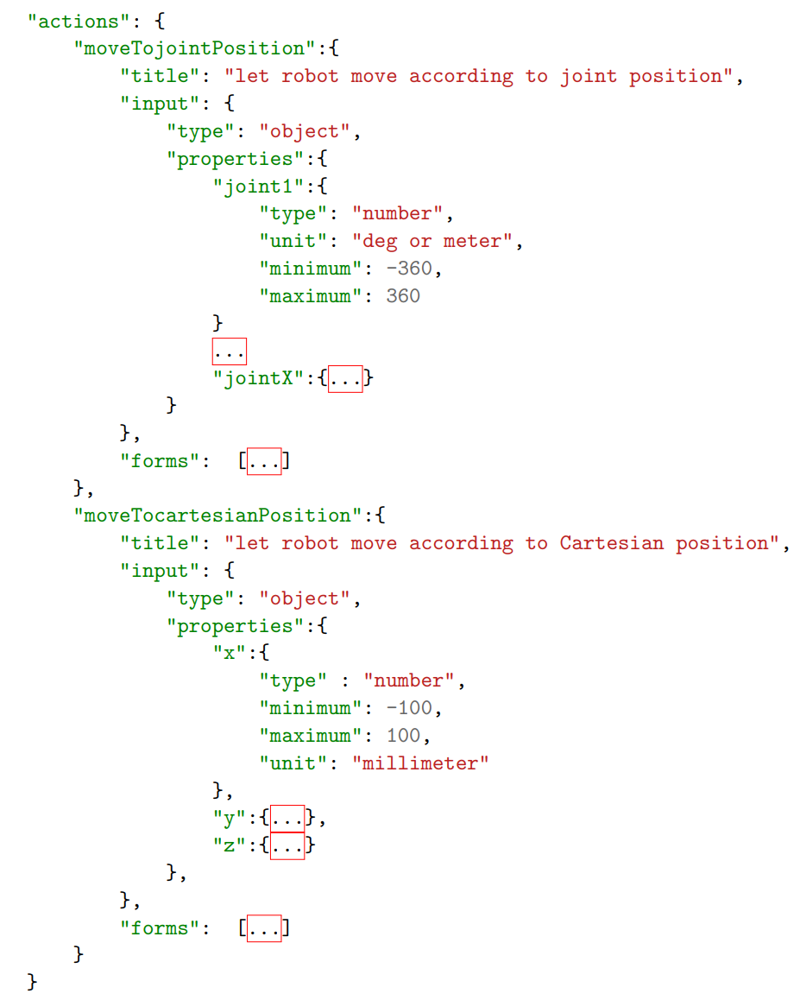 "actions": {
    "moveTojointPosition":{
        "title": "let robot move according to joint position",
        "input": {
            "type": "object",
            "properties":{
                "joint1":{
                    "type": "number",
                    "unit": "deg or meter",
                    "minimum": -360,
                    "maximum": 360
                }
                ...
                "jointX":{...}
            }
        },
        "forms":  [...]
    },
    "moveTocartesianPosition":{
        "title": "let robot move according to Cartesian position",
        "input": {
            "type": "object",
            "properties":{
                "x":{
                    "type" : "number",
                    "minimum": -100,
                    "maximum": 100,
                    "unit": "millimeter"
                },
                "y":{...},
                "z":{...}
            },
        },
        "forms":  [...]
    }
}